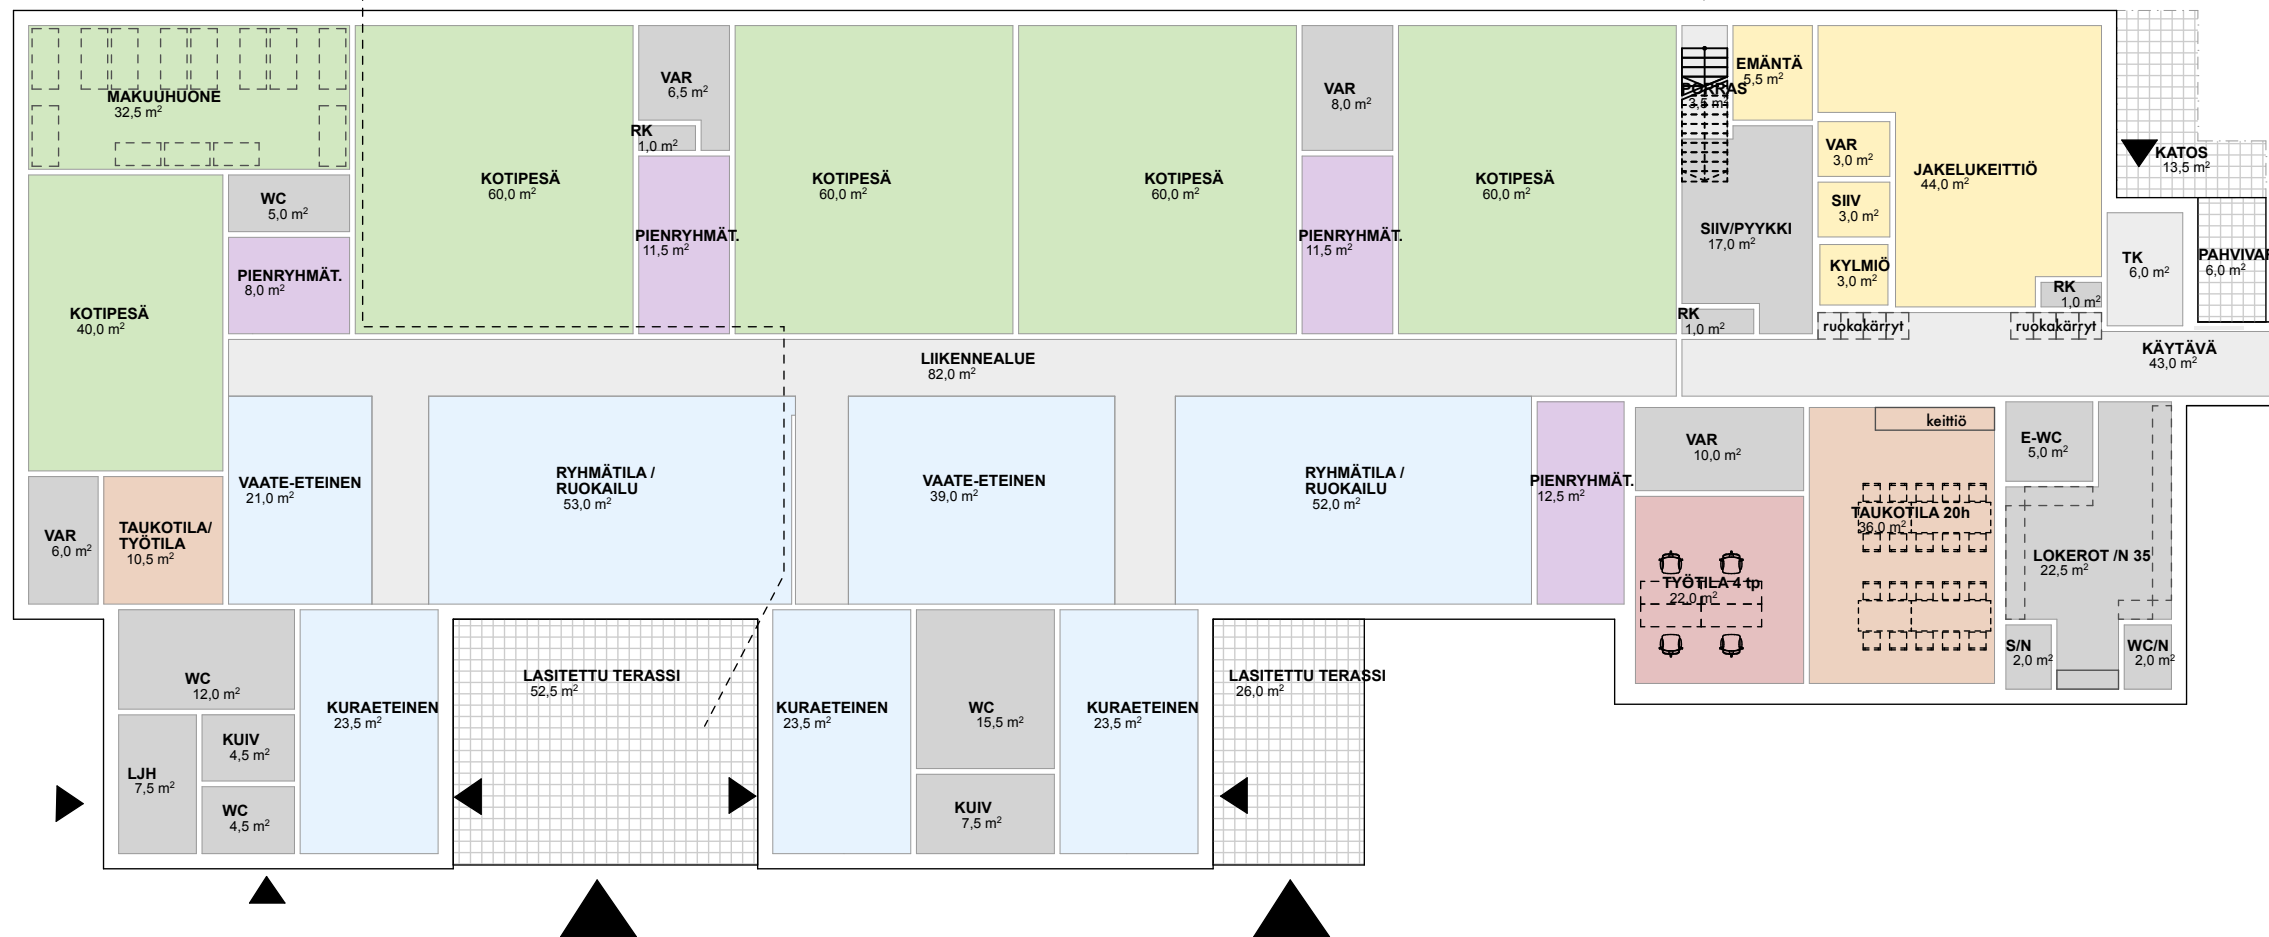 MAKUUHUONE
32,5 m²
KOTIPESÄ
60,0 m²
VAR
6,5 m²
RK
1,0 m²
PIENRYHMÄT.
11,5 m²
KOTIPESÄ
60,0 m²
KOTIPESÄ
60,0 m²
VAR
8,0 m²
PIENRYHMÄT.
11,5 m²
KOTIPESÄ
60,0 m²
PORRAS
3,5 m²
EMÄNTÄ
5,5 m²
SIIV/PYYKKI
17,0 m²
RK
1,0 m²
VAR
3,0 m²
SIIV
3,0 m²
KYLMIÖ
3,0 m²
JAKELUKEITTIÖ
44,0 m²
RK
1,0 m²
ruokakärryt
ruokakärryt
KATOS
13,5 m²
TK
6,0 m²
6,0 m²
KÄYTÄVÄ
43,0 m²
WC
5,0 m²
PIENRYHMÄT.
8,0 m²
KOTIPESÄ
40,0 m²
LIIKENNEALUE
82,0 m²
VAR
6,0 m²
TAUKOTILA/
TYÖTILA
10,5 m²
VAATE-ETEINEN
21,0 m²
RYHMÄTILA /
RUOKAILU
53,0 m²
VAATE-ETEINEN
39,0 m²
RYHMÄTILA /
RUOKAILU
52,0 m²
PIENRYHMÄT.
12,5 m²
VAR
10,0 m²
TYÖTILA 4 tp
22,0 m²
keittiö
TAUKOTILA 20h
36,0 m²
E-WC
5,0 m²
LOKEROT /N 35
22,5 m²
S/N
2,0 m²
WC/N
2,0 m²
WC
12,0 m²
LJH
7,5 m²
KUIV
4,5 m²
WC
4,5 m²
KURAETEINEN
23,5 m²
LASITETTU TERASSI
52,5 m²
KURAETEINEN
23,5 m²
WC
15,5 m²
KUIV
7,5 m²
KURAETEINEN
23,5 m²
LASITETTU TERASSI
26,0 m²